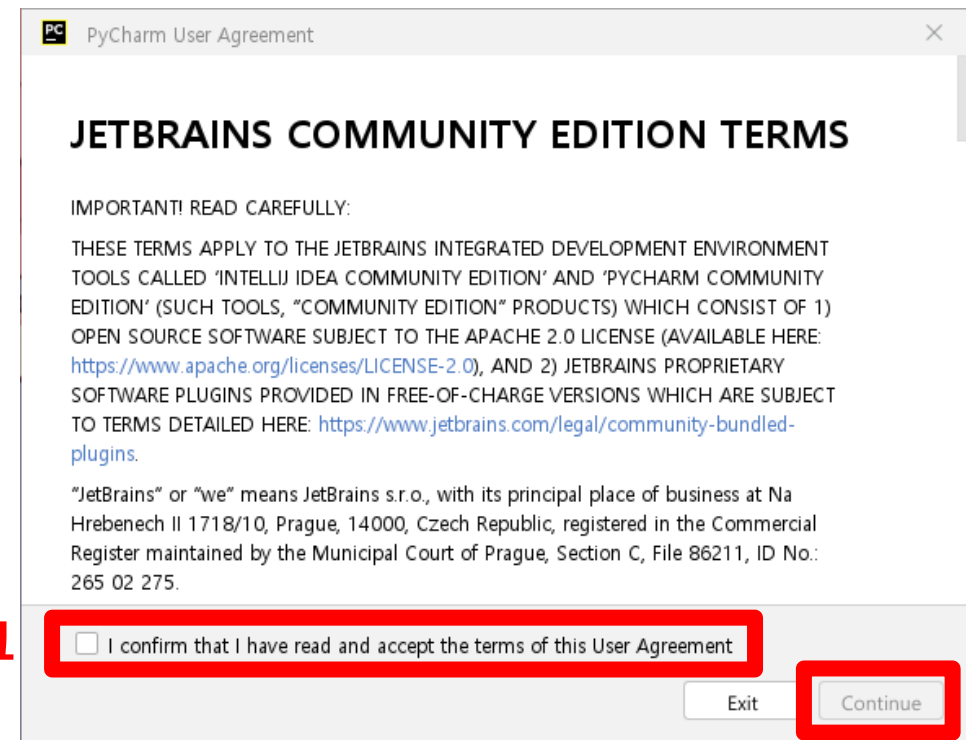 PC PyCharm User Agreement
JETBRAINS COMMUNITY EDITION TERMS
IMPORTANT! READ CAREFULLY:
THESE TERMS APPLY TO THE JETBRAINS INTEGRATED DEVELOPMENT ENVIRONMENT
TOOLS CALLED ‘INTELLIJ IDEA COMMUNITY EDITION’ AND ‘PYCHARM COMMUNITY
EDITION’ (SUCH TOOLS, “COMMUNITY EDITION” PRODUCTS) WHICH CONSIST OF 1)
OPEN SOURCE SOFTWARE SUBJECT TO THE APACHE 2.0 LICENSE (AVAILABLE HERE:
https://www.apache.org/licenses/LICENSE-2.0), AND 2) JETBRAINS PROPRIETARY
SOFTWARE PLUGINS PROVIDED IN FREE-OF-CHARGE VERSIONS WHICH ARE SUBJECT
TO TERMS DETAILED HERE: https://www.jetbrains.com/legal/community-bundled-
plugins.
“JetBrains” or “we” means JetBrains s.r.o., with its principal place of business at Na
Hrebenech II 1718/10, Prague, 14000, Czech Republic, registered in the Commercial
Register maintained by the Municipal Court of Prague, Section C, File 86211, ID No.:
265 02 275.
1 I confirm that I have read and accept the terms of this User Agreement
Exit Continue